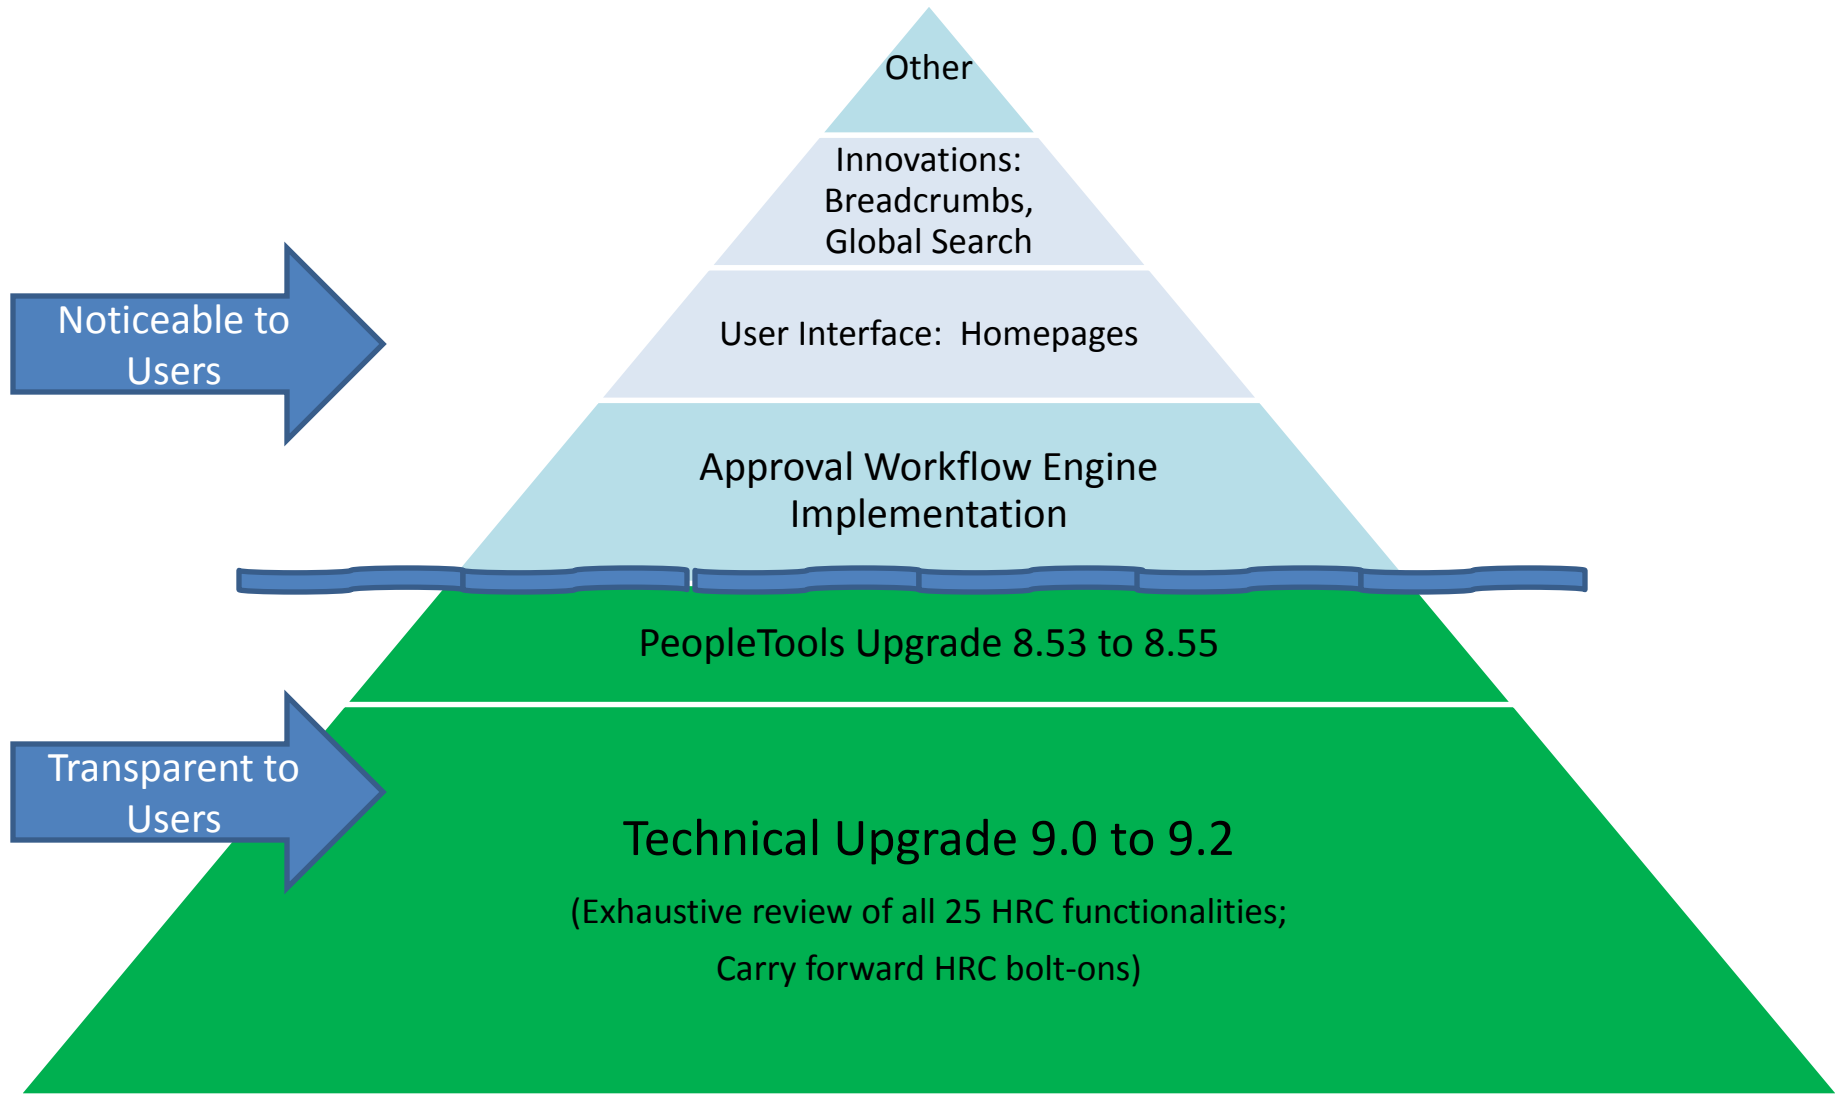 Other
Innovations:
Breadcrumbs,
Global Search
Noticeable to
Users
User Interface:  Homepages
Approval Workflow Engine
Implementation
PeopleTools Upgrade 8.53 to 8.55
Transparent to
Users
Technical Upgrade 9.0 to 9.2
(Exhaustive review of all 25 HRC functionalities;
Carry forward HRC bolt-ons)